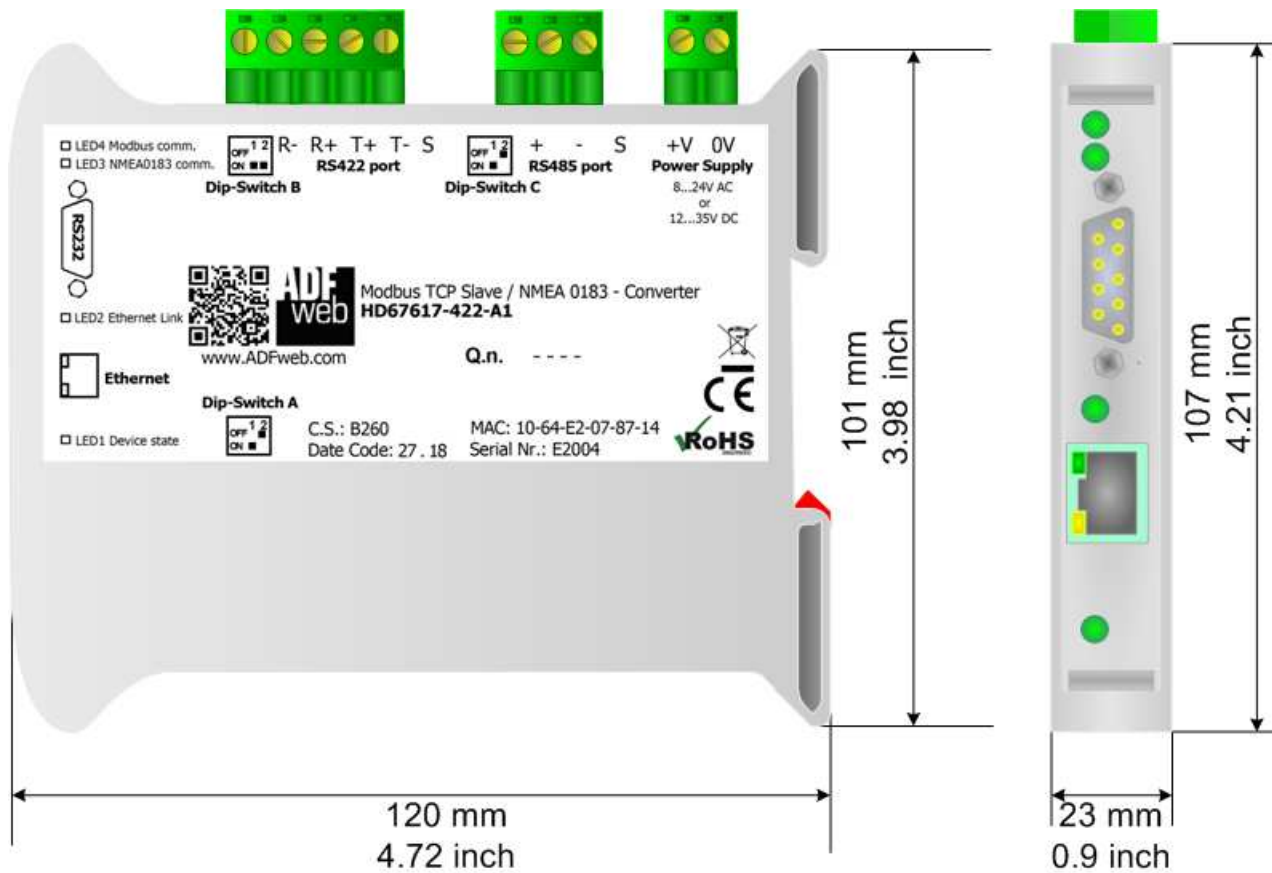 LED4 Modbus comm.
LED3 NMEA0183 comm.
OFF 1 2
ON
Dip-Switch B
R- R+ T+ T- S
RS422 port
OFF 1 2
ON
Dip-Switch C
+ - S
RS485 port
+V 0V
Power Supply
8...24V AC
or
12...35V DC
RS232
ADF
web
www.ADFweb.com
Modbus TCP Slave / NMEA 0183 - Converter
HD67617-422-A1
LED2 Ethernet Link
Ethernet
Q.n. - - - -
CE
Dip-Switch A
OFF 1 2
ON
LED1 Device state
C.S.: B260
Date Code: 27 . 18
MAC: 10-64-E2-07-87-14
Serial Nr.: E2004
RoHS
101 mm
3.98 inch
107 mm
4.21 inch
120 mm
4.72 inch
23 mm
0.9 inch